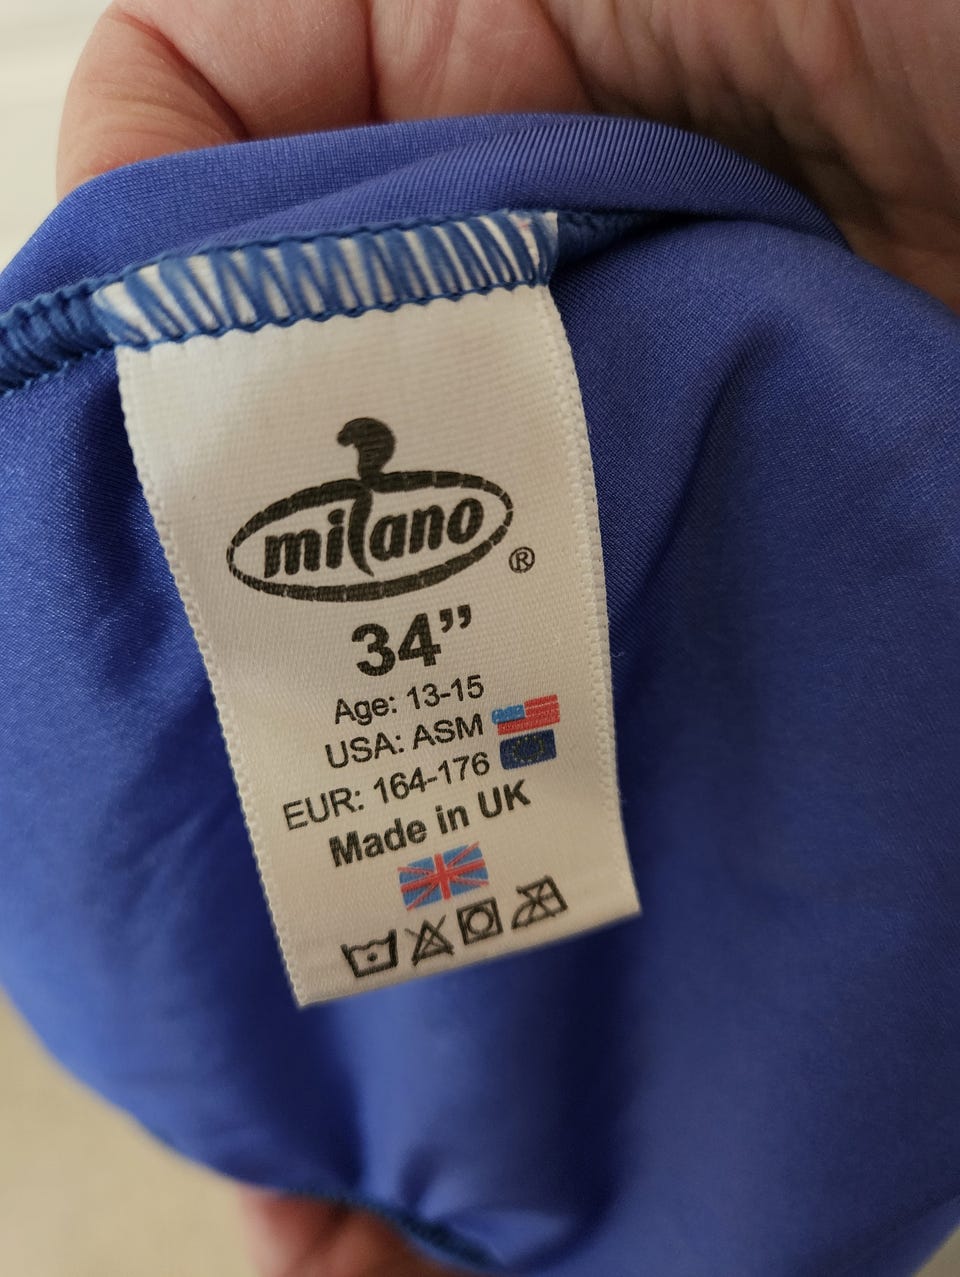 milano ®
34”
Age: 13-15
USA: ASM
EUR: 164-176
Made in UK